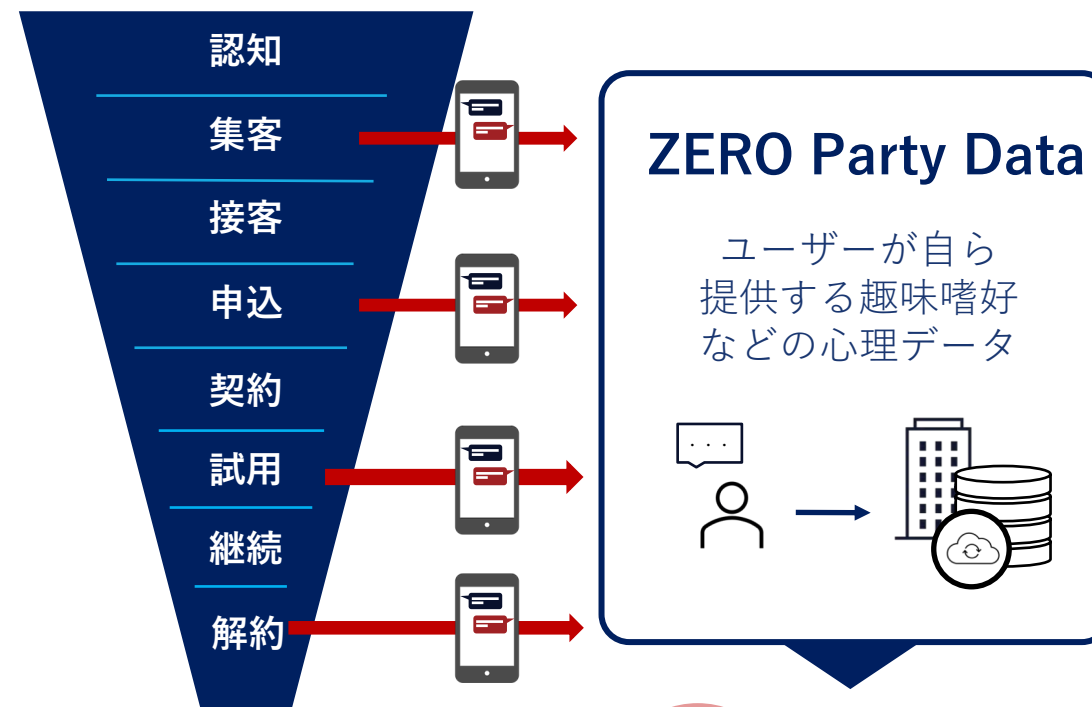 認知
集客
接客
申込
契約
試用
継続
解約
ZERO Party Data
ユーザーが自ら
提供する趣味嗜好
などの心理データ
...